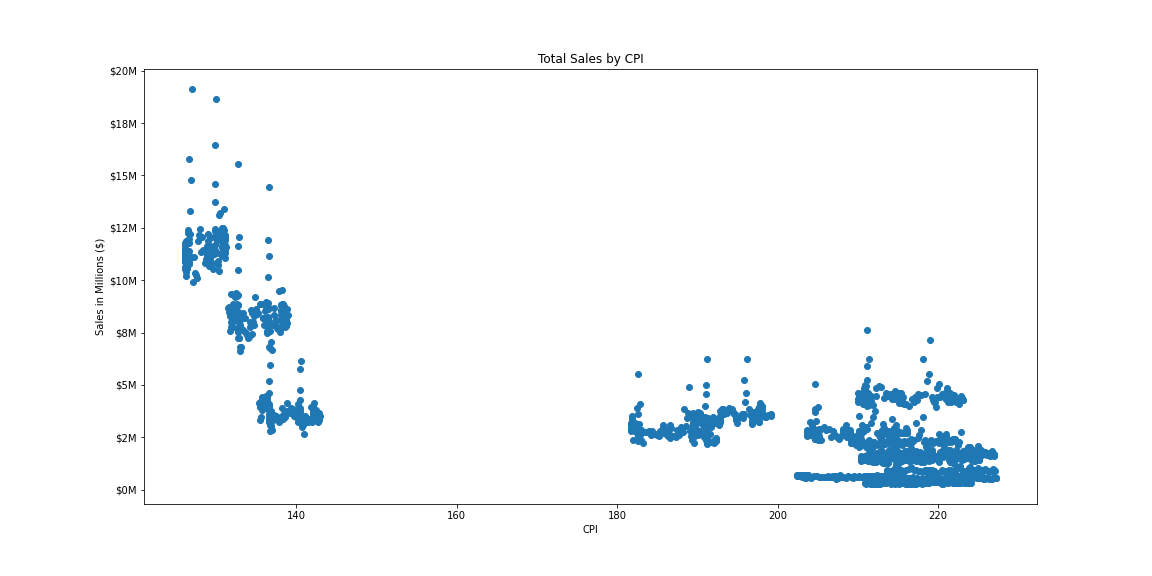 Total Sales by CPI
$20M
$18M
$15M
$12M
$10M
$8M
$5M
$2M
$0M
Sales in Millions ($)
140
160
180
200
220
CPI